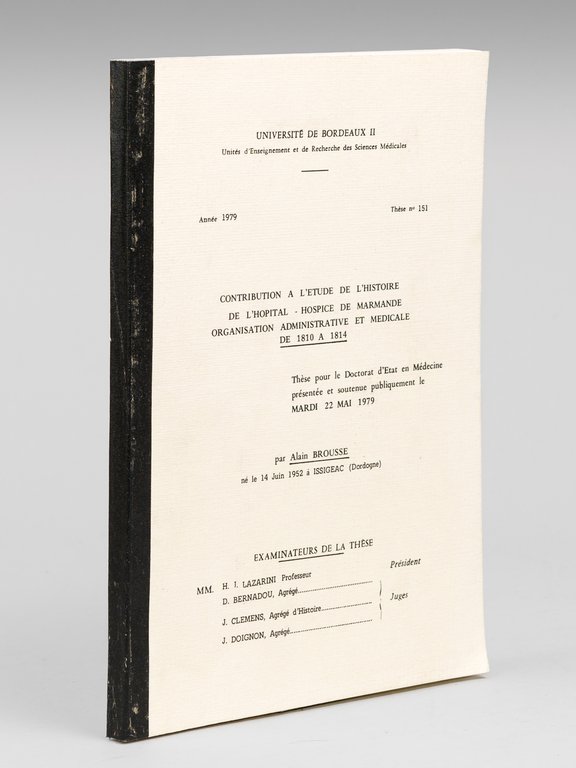 UNIVERSITÉ DE BORDEAUX II
Unités d'Enseignement et de Recherche des Sciences Médicales
Année 1979
Thèse nº 151
CONTRIBUTION A L'ETUDE DE L'HISTOIRE
DE L'HOPITAL - HOSPICE DE MARMANDE
ORGANISATION ADMINISTRATIVE ET MEDICALE
DE 1810 A 1814
Thèse pour le Doctorat d'Etat en Médecine
présentée et soutenue publiquement le
MARDI 22 MAI 1979
par Alain BROUSSE
né le 14 Juin 1952 à ISSIGEAC (Dordogne)
EXAMINATEURS DE LA THÈSE
MM. H. J. LAZARINI Professeur Président
D. BERNADOU, Agrégé
J. CLEMENS, Agrégé d'Histoire Juges
J. DOIGNON, Agrégé